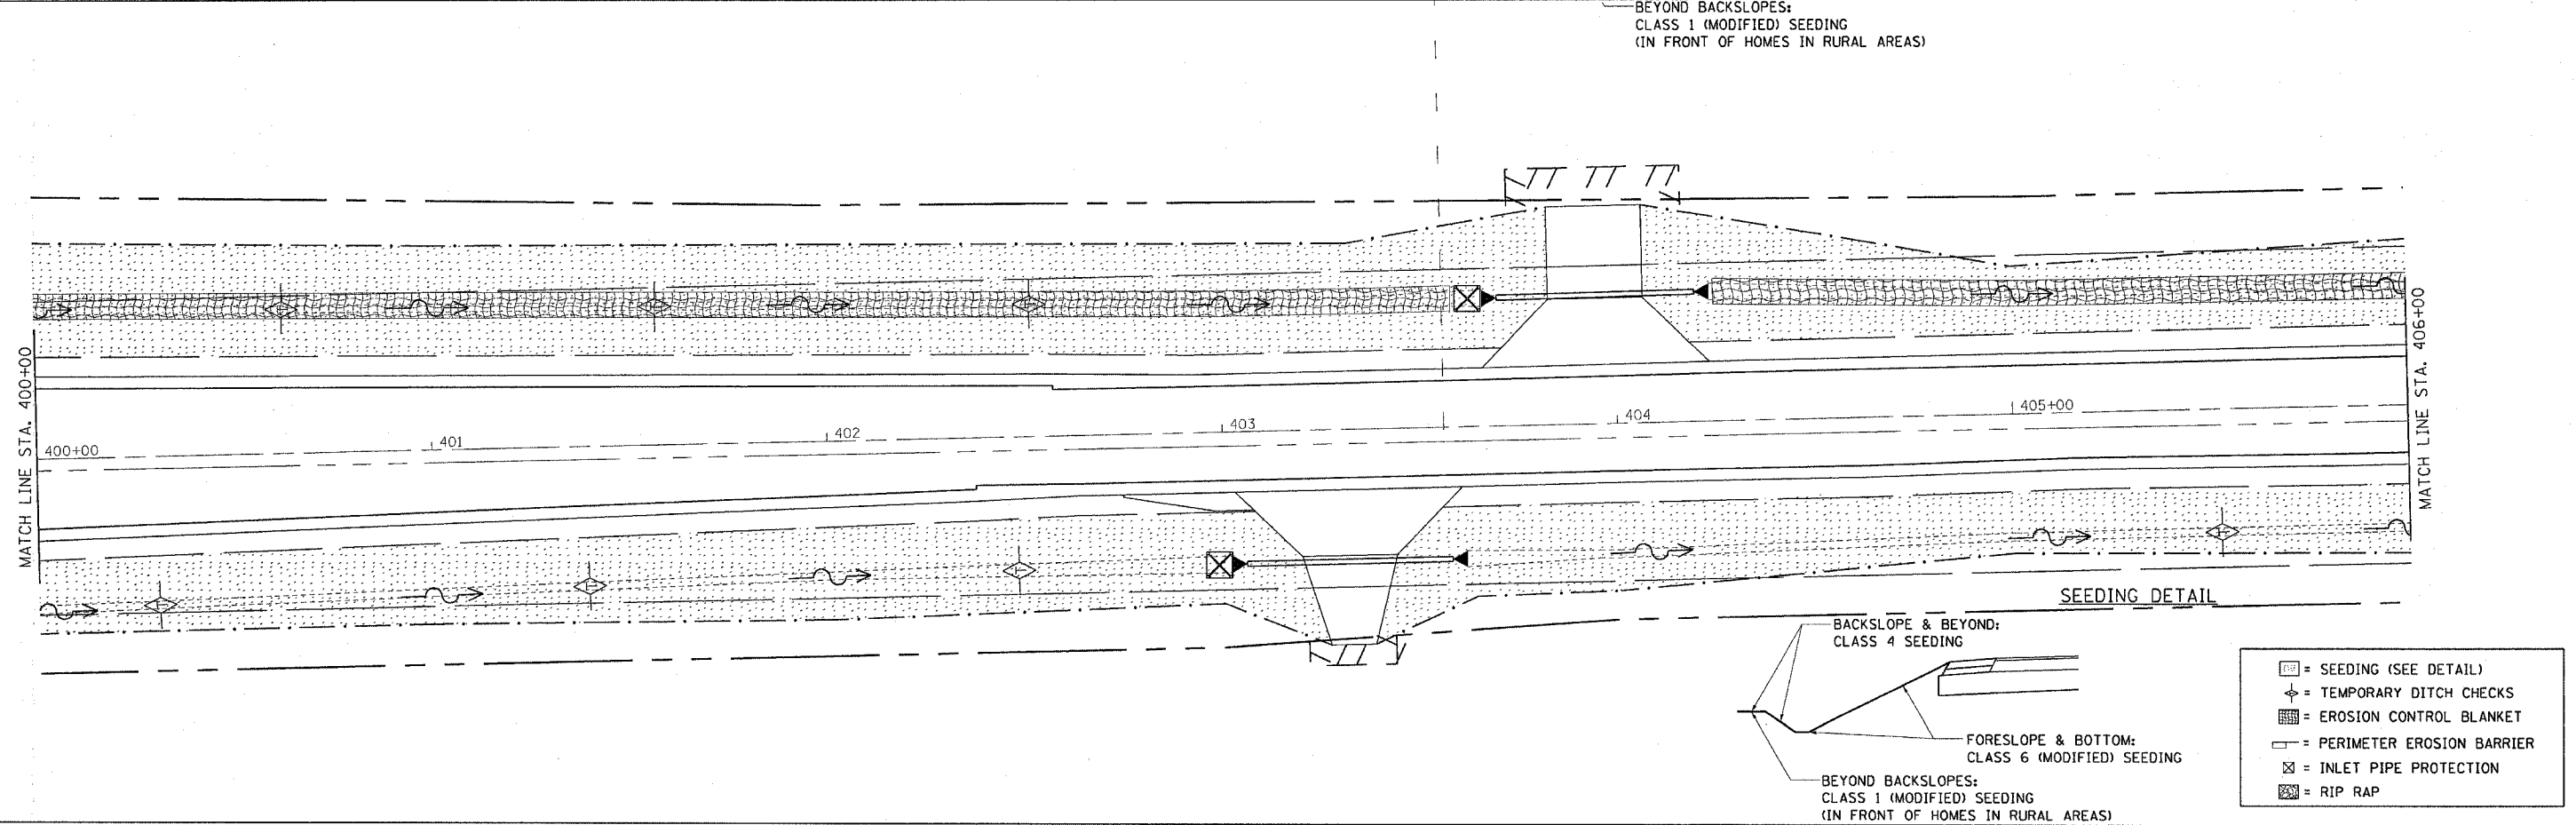 BEYOND BACKSLOPES:
CLASS 1 (MODIFIED) SEEDING
(IN FRONT OF HOMES IN RURAL AREAS)
MATCH LINE STA. 400+00
400+00
401
402
403
404
405+00
MATCH LINE STA. 406+00
SEEDING DETAIL
BACKSLOPE & BEYOND:
CLASS 4 SEEDING
FORESLOPE & BOTTOM:
CLASS 6 (MODIFIED) SEEDING
BEYOND BACKSLOPES:
CLASS 1 (MODIFIED) SEEDING
(IN FRONT OF HOMES IN RURAL AREAS)
= SEEDING (SEE DETAIL)
= TEMPORARY DITCH CHECKS
= EROSION CONTROL BLANKET
= PERIMETER EROSION BARRIER
= INLET PIPE PROTECTION
= RIP RAP